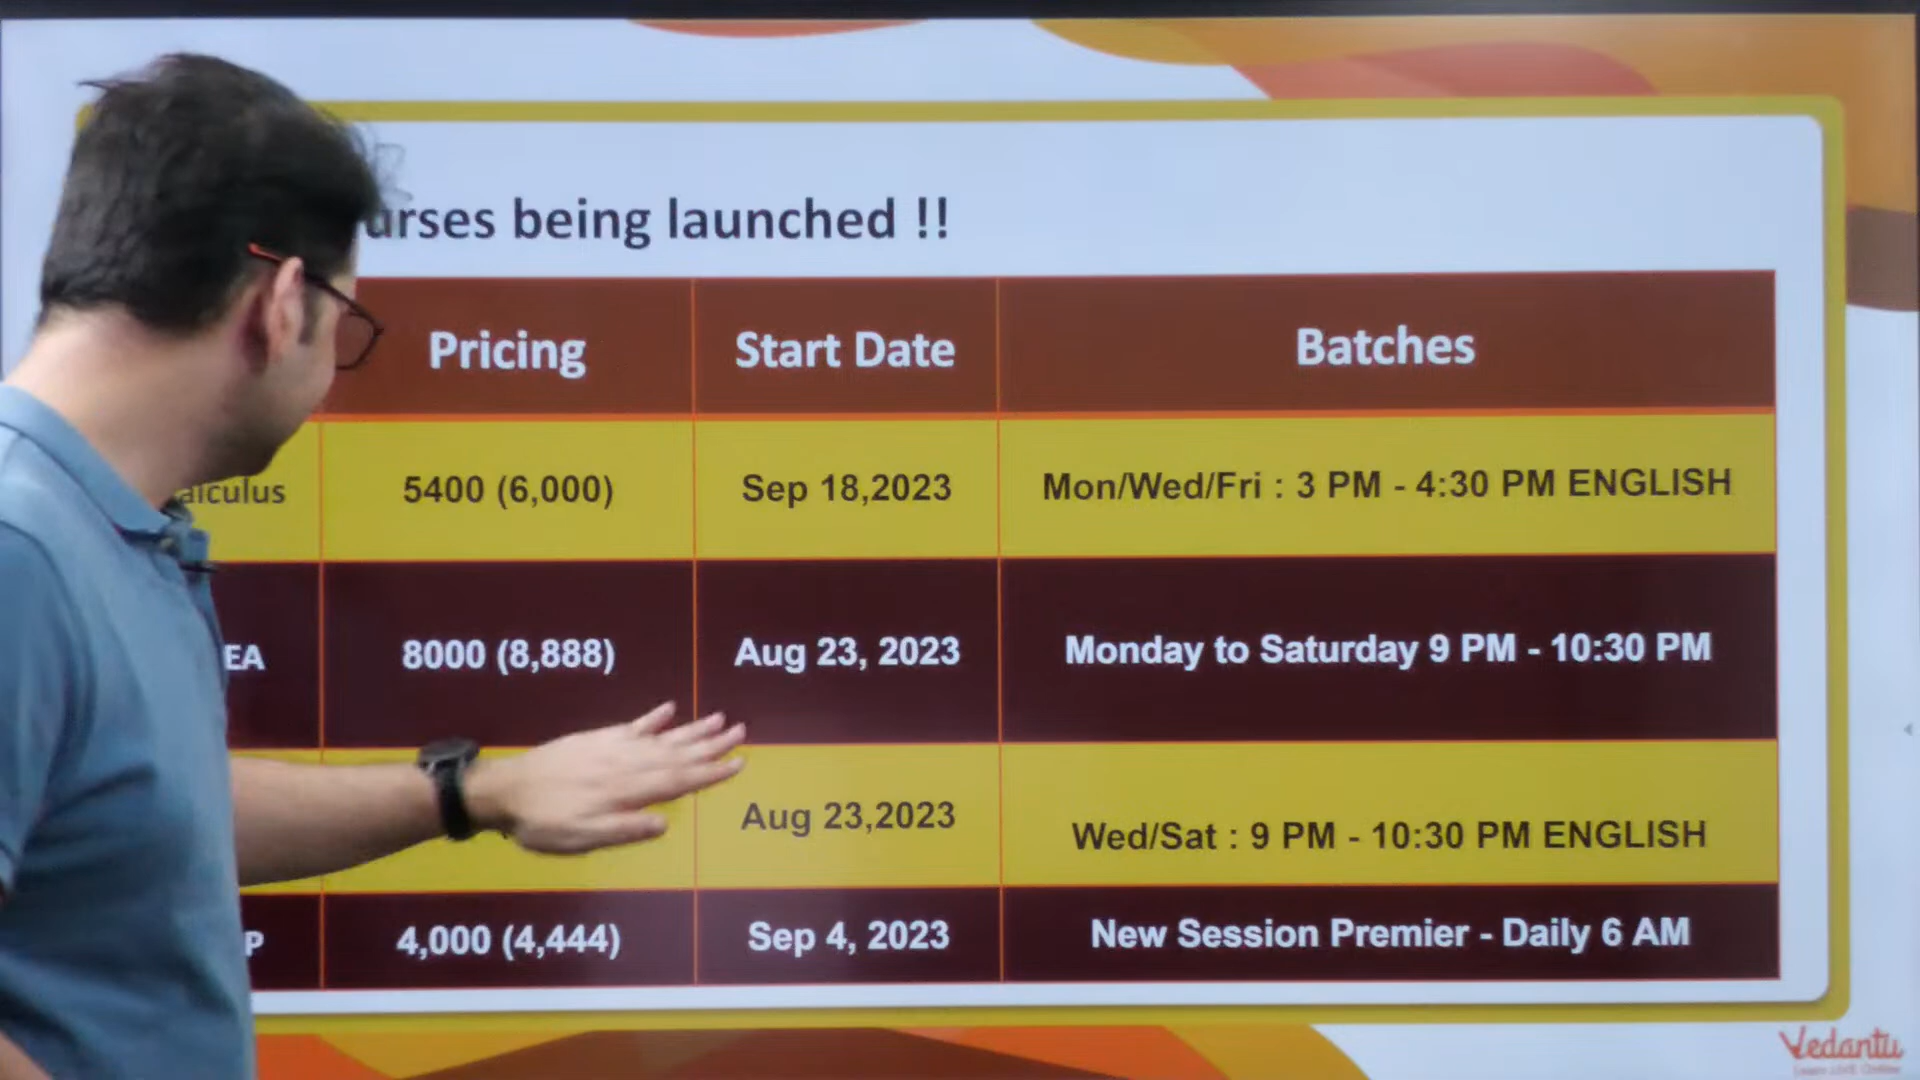 being launched !!
Pricing Start Date Batches
5400 (6,000) Sep 18,2023 Mon/Wed/Fri : 3 PM - 4:30 PM ENGLISH
EA 8000 (8,888) Aug 23, 2023 Monday to Saturday 9 PM - 10:30 PM
Aug 23,2023 Wed/Sat : 9 PM - 10:30 PM ENGLISH
P 4,000 (4,444) Sep 4, 2023 New Session Premier - Daily 6 AM
Vedantu